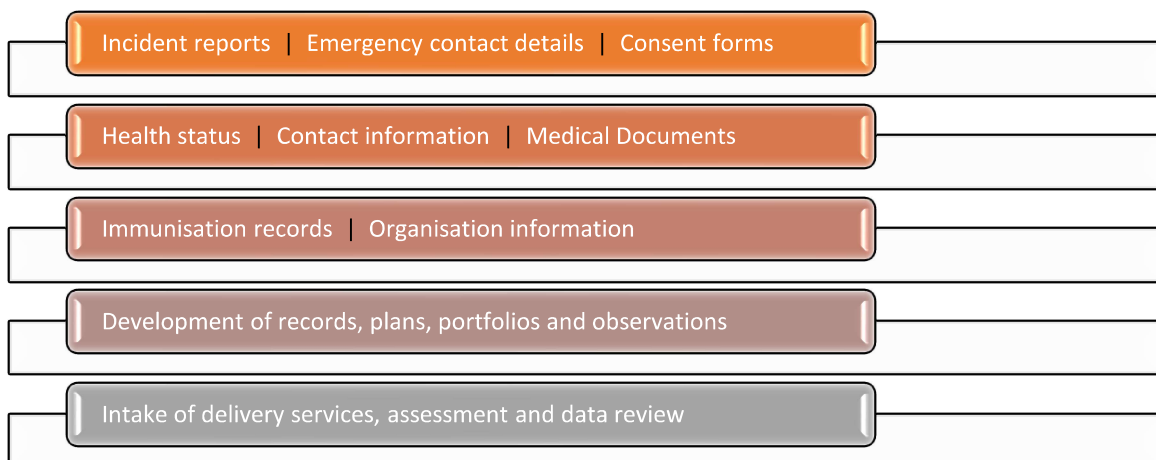 Incident reports | Emergency contact details | Consent forms
Health status | Contact information | Medical Documents
Immunisation records | Organisation information
Development of records, plans, portfolios and observations
Intake of delivery services, assessment and data review